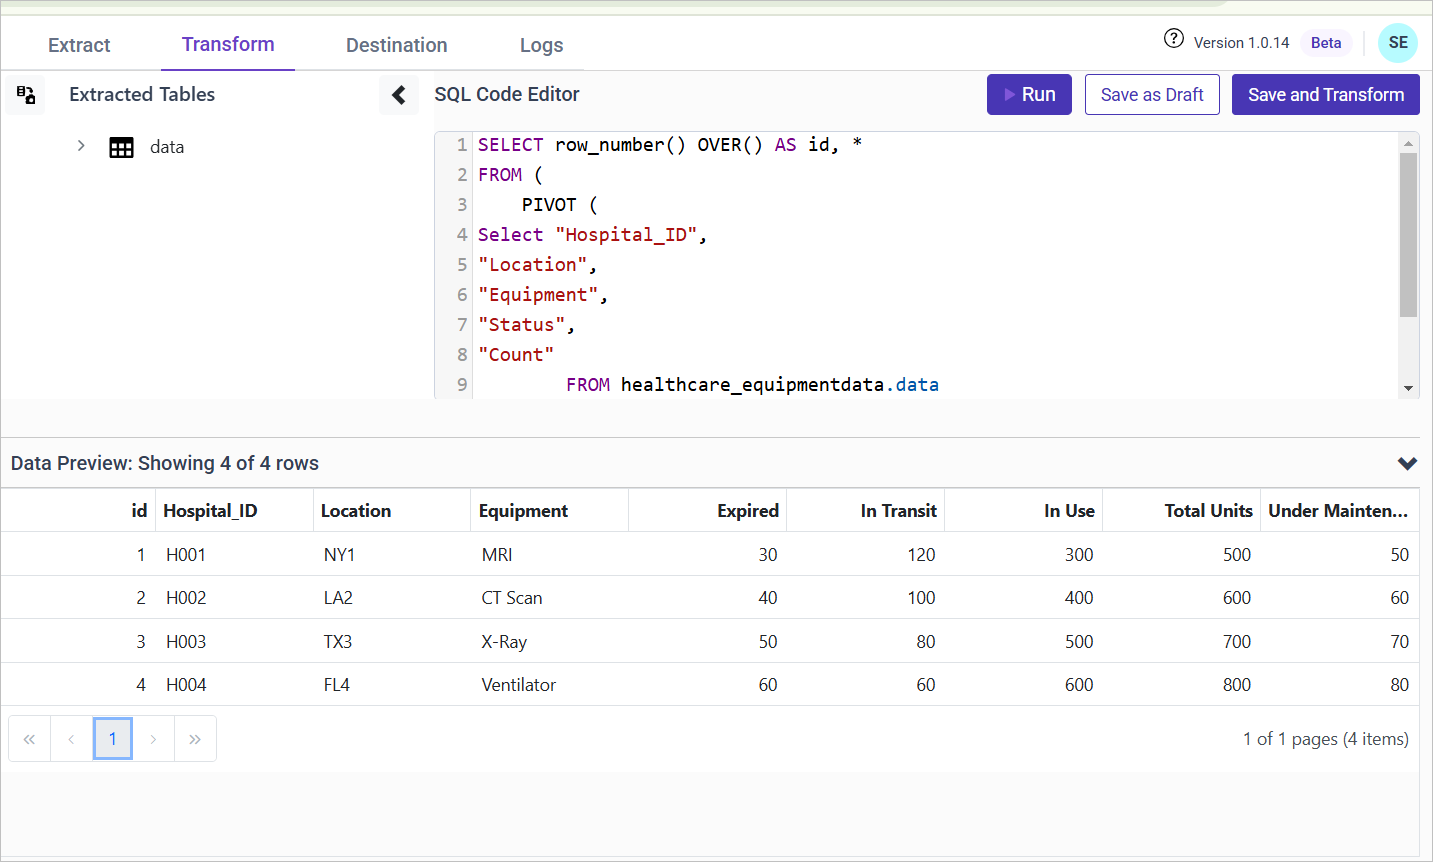 Extract Transform Destination Logs ? Version 1.0.14 Beta SE
Extracted Tables
data
SQL Code Editor Run Save as Draft Save and Transform
1 SELECT row_number() OVER() AS id, *
2 FROM (
3 PIVOT (
4 Select "Hospital_ID",
5 "Location",
6 "Equipment",
7 "Status",
8 "Count"
9 FROM healthcare_equipmentdata.data
Data Preview: Showing 4 of 4 rows
id Hospital_ID Location Equipment Expired In Transit In Use Total Units Under Mainten...
1 H001 NY1 MRI 30 120 300 500 50
2 H002 LA2 CT Scan 40 100 400 600 60
3 H003 TX3 X-Ray 50 80 500 700 70
4 H004 FL4 Ventilator 60 60 600 800 80
« ‹ 1 › » 1 of 1 pages (4 items)